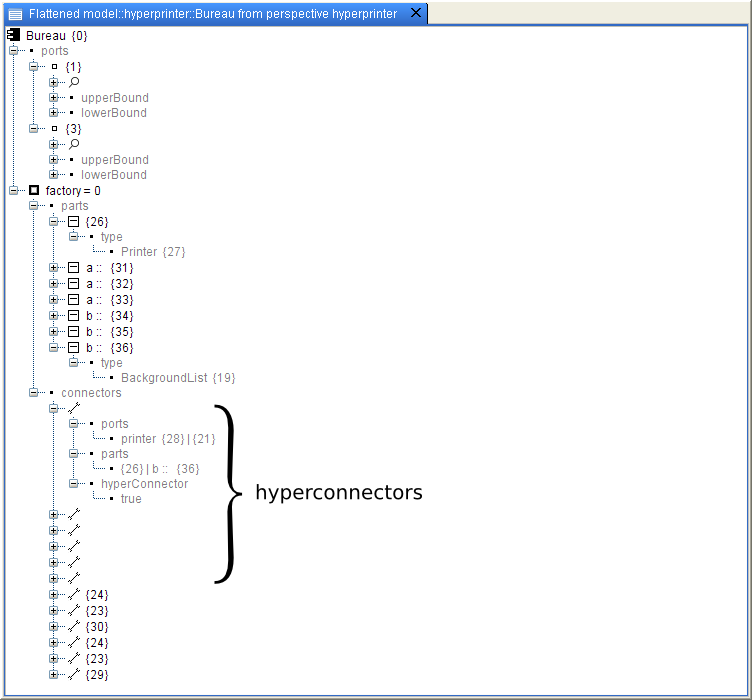 Flattened model::hyperprinter::Bureau from perspective hyperprinter
Bureau {0}
ports
{1}
upperBound
lowerBound
{3}
upperBound
lowerBound
factory = 0
parts
{26}
type
Printer {27}
a :: {31}
a :: {32}
a :: {33}
b :: {34}
b :: {35}
b :: {36}
type
BackgroundList {19}
connectors
ports
printer {28}|{21}
parts
{26}| b :: {36}
hyperConnector
true
hyperconnectors
{24}
{23}
{30}
{24}
{23}
{29}